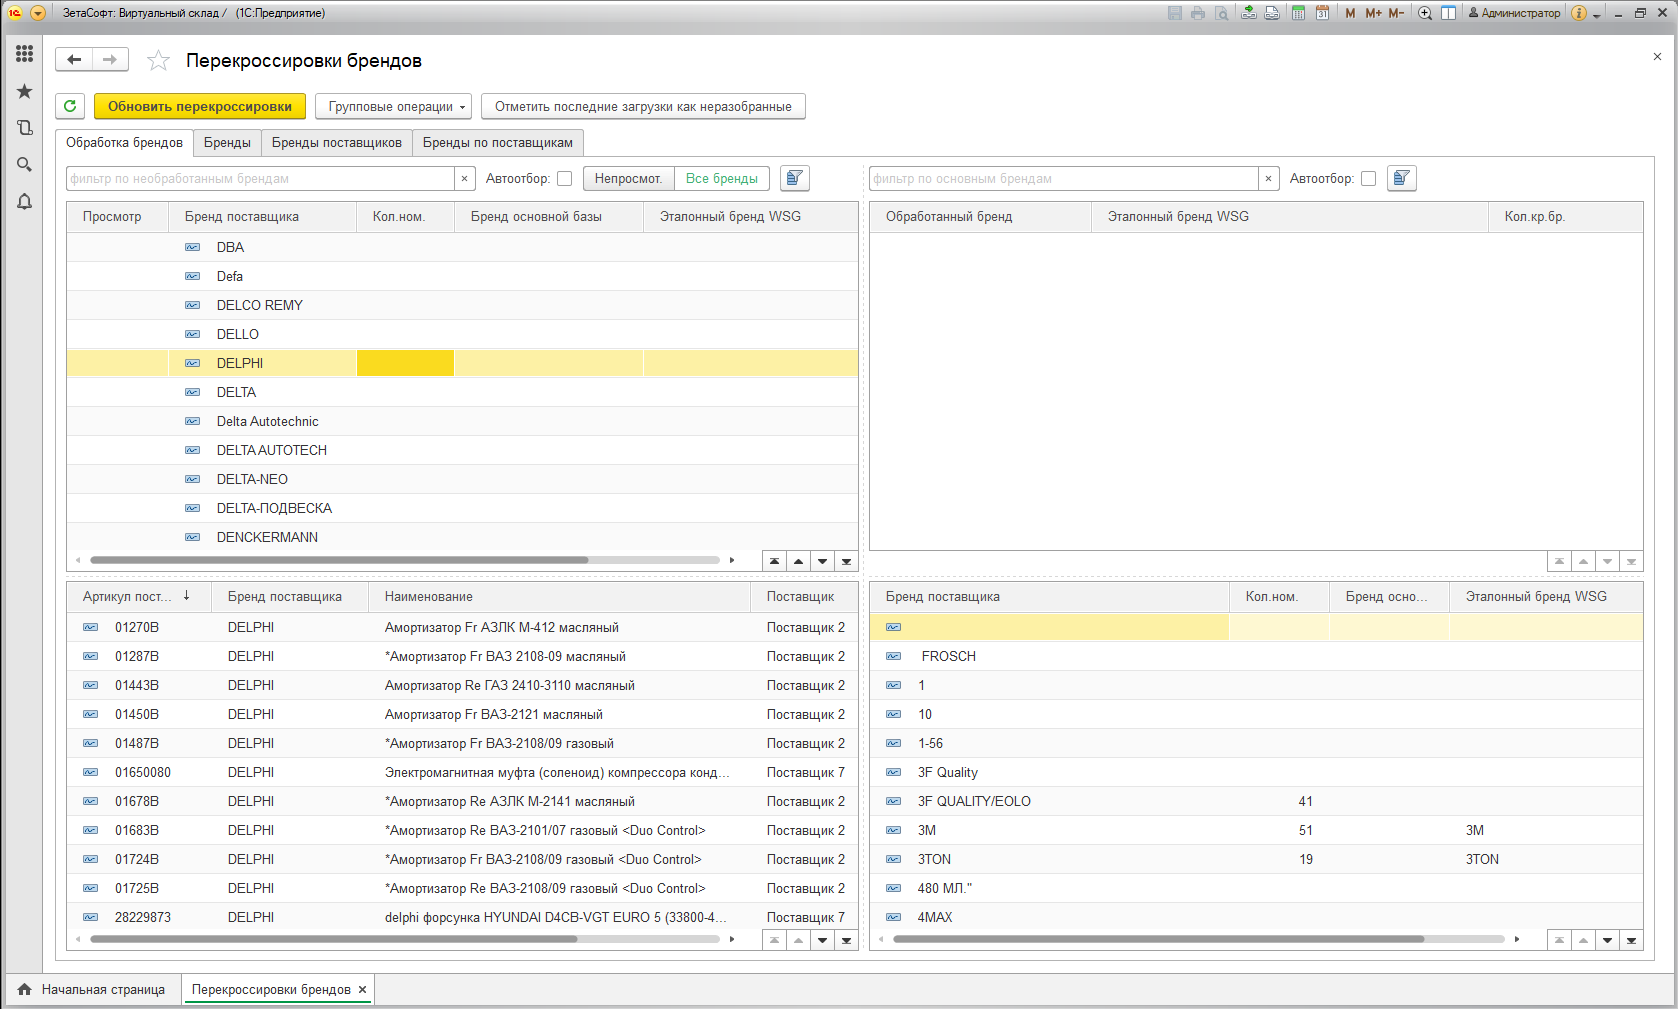 ЗетаСофт: Виртуальный склад / (1С:Предприятие)
31 M M+ M- Администратор
Перекроссировки брендов
Обновить перекроссировки Групповые операции Отметить последние загрузки как неразобранные
Обработка брендов Бренды Бренды поставщиков Бренды по поставщикам
фильтр по необработанным брендам × Автоотбор: Непросмот. Все бренды
Просмотр Бренд поставщика Кол.ном. Бренд основной базы Эталонный бренд WSG
DBA
Defa
DELCO REMY
DELLO
DELPHI
DELTA
Delta Autotechnic
DELTA AUTOTECH
DELTA-NEO
DELTA-ПОДВЕСКА
DENCKERMANN
фильтр по основным брендам × Автоотбор:
Обработанный бренд Эталонный бренд WSG Кол.кр.бр.
Артикул пост... ↓ Бренд поставщика Наименование Поставщик
01270B DELPHI Амортизатор Fr АЗЛК М-412 масляный Поставщик 2
01287B DELPHI *Амортизатор Fr ВАЗ 2108-09 масляный Поставщик 2
01443B DELPHI Амортизатор Re ГАЗ 2410-3110 масляный Поставщик 2
01450B DELPHI Амортизатор Fr ВАЗ-2121 масляный Поставщик 2
01487B DELPHI *Амортизатор Fr ВАЗ-2108/09 газовый Поставщик 2
01650080 DELPHI Электромагнитная муфта (соленоид) компрессора конд... Поставщик 7
01678B DELPHI *Амортизатор Re АЗЛК М-2141 масляный Поставщик 2
01683B DELPHI *Амортизатор Re ВАЗ-2101/07 газовый <Duo Control> Поставщик 2
01724B DELPHI *Амортизатор Fr ВАЗ-2108/09 газовый <Duo Control> Поставщик 2
01725B DELPHI *Амортизатор Re ВАЗ-2108/09 газовый <Duo Control> Поставщик 2
28229873 DELPHI delphi форсунка HYUNDAI D4CB-VGT EURO 5 (33800-4... Поставщик 7
Бренд поставщика Кол.ном. Бренд осно... Эталонный бренд WSG
FROSCH
1
10
1-56
3F Quality
3F QUALITY/EOLO 41
3M 51 3M
3TON 19 3TON
480 МЛ."
4MAX
Начальная страница Перекроссировки брендов ×